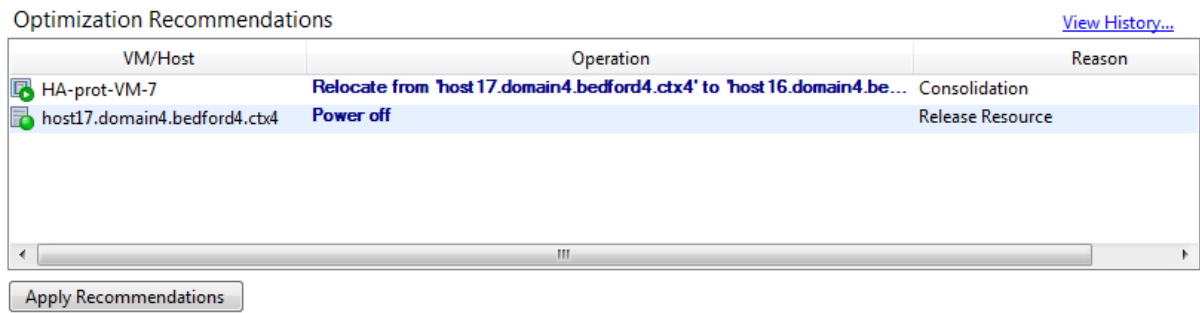 Optimization Recommendations
View History...
VM/Host Operation Reason
HA-prot-VM-7 Relocate from 'host17.domain4.bedford4.ctx4' to 'host16.domain4.be... Consolidation
host17.domain4.bedford4.ctx4 Power off Release Resource
Apply Recommendations